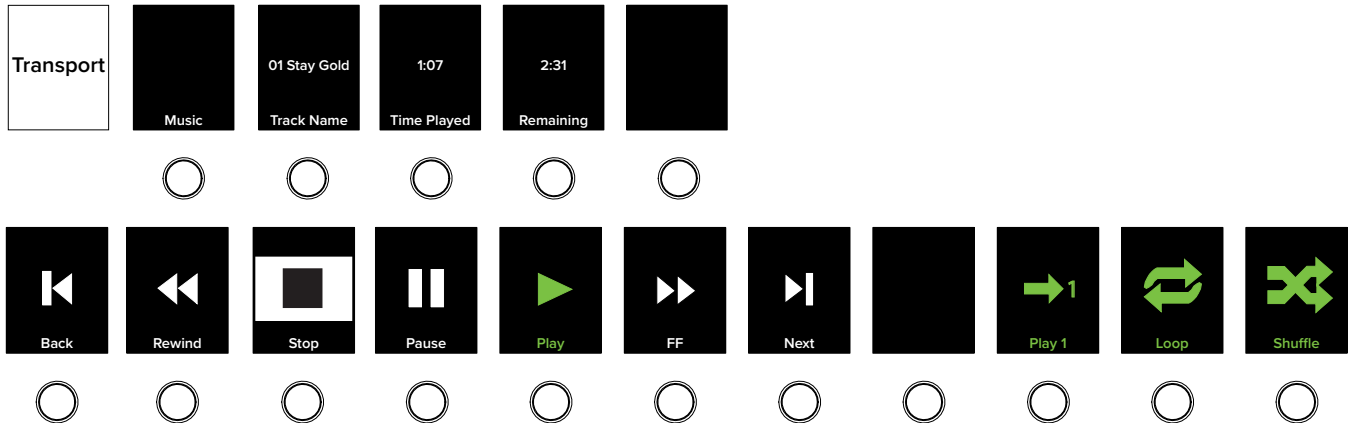 Transport
01 Stay Gold
1:07
2:31
Music
Track Name
Time Played
Remaining
1
Back
Rewind
Stop
Pause
Play
FF
Next
Play 1
Loop
Shuffle